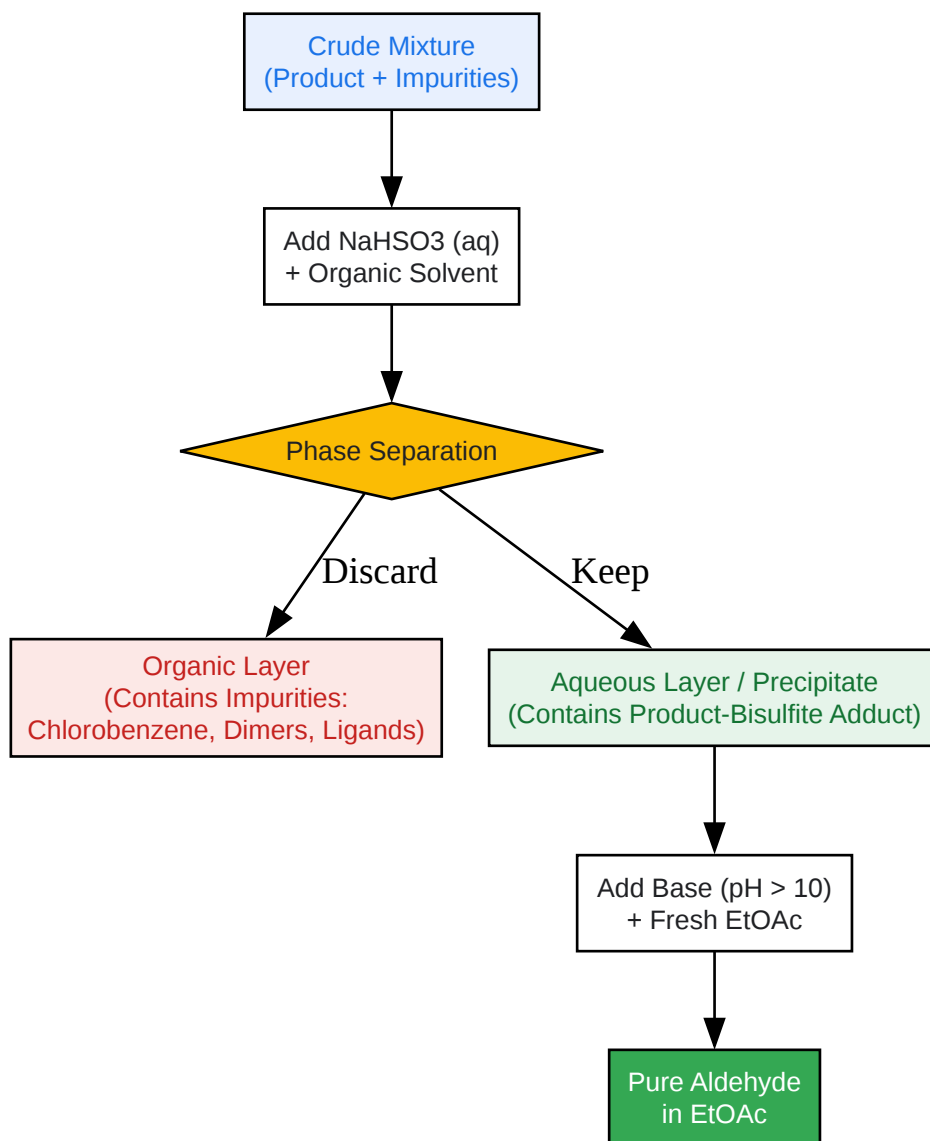 Crude Mixture
(Product + Impurities)
Add NaHSO3 (aq)
+ Organic Solvent
Phase Separation
Discard
Keep
Organic Layer
(Contains Impurities:
Chlorobenzene, Dimers, Ligands)
Aqueous Layer / Precipitate
(Contains Product-Bisulfite Adduct)
Add Base (pH > 10)
+ Fresh EtOAc
Pure Aldehyde
in EtOAc